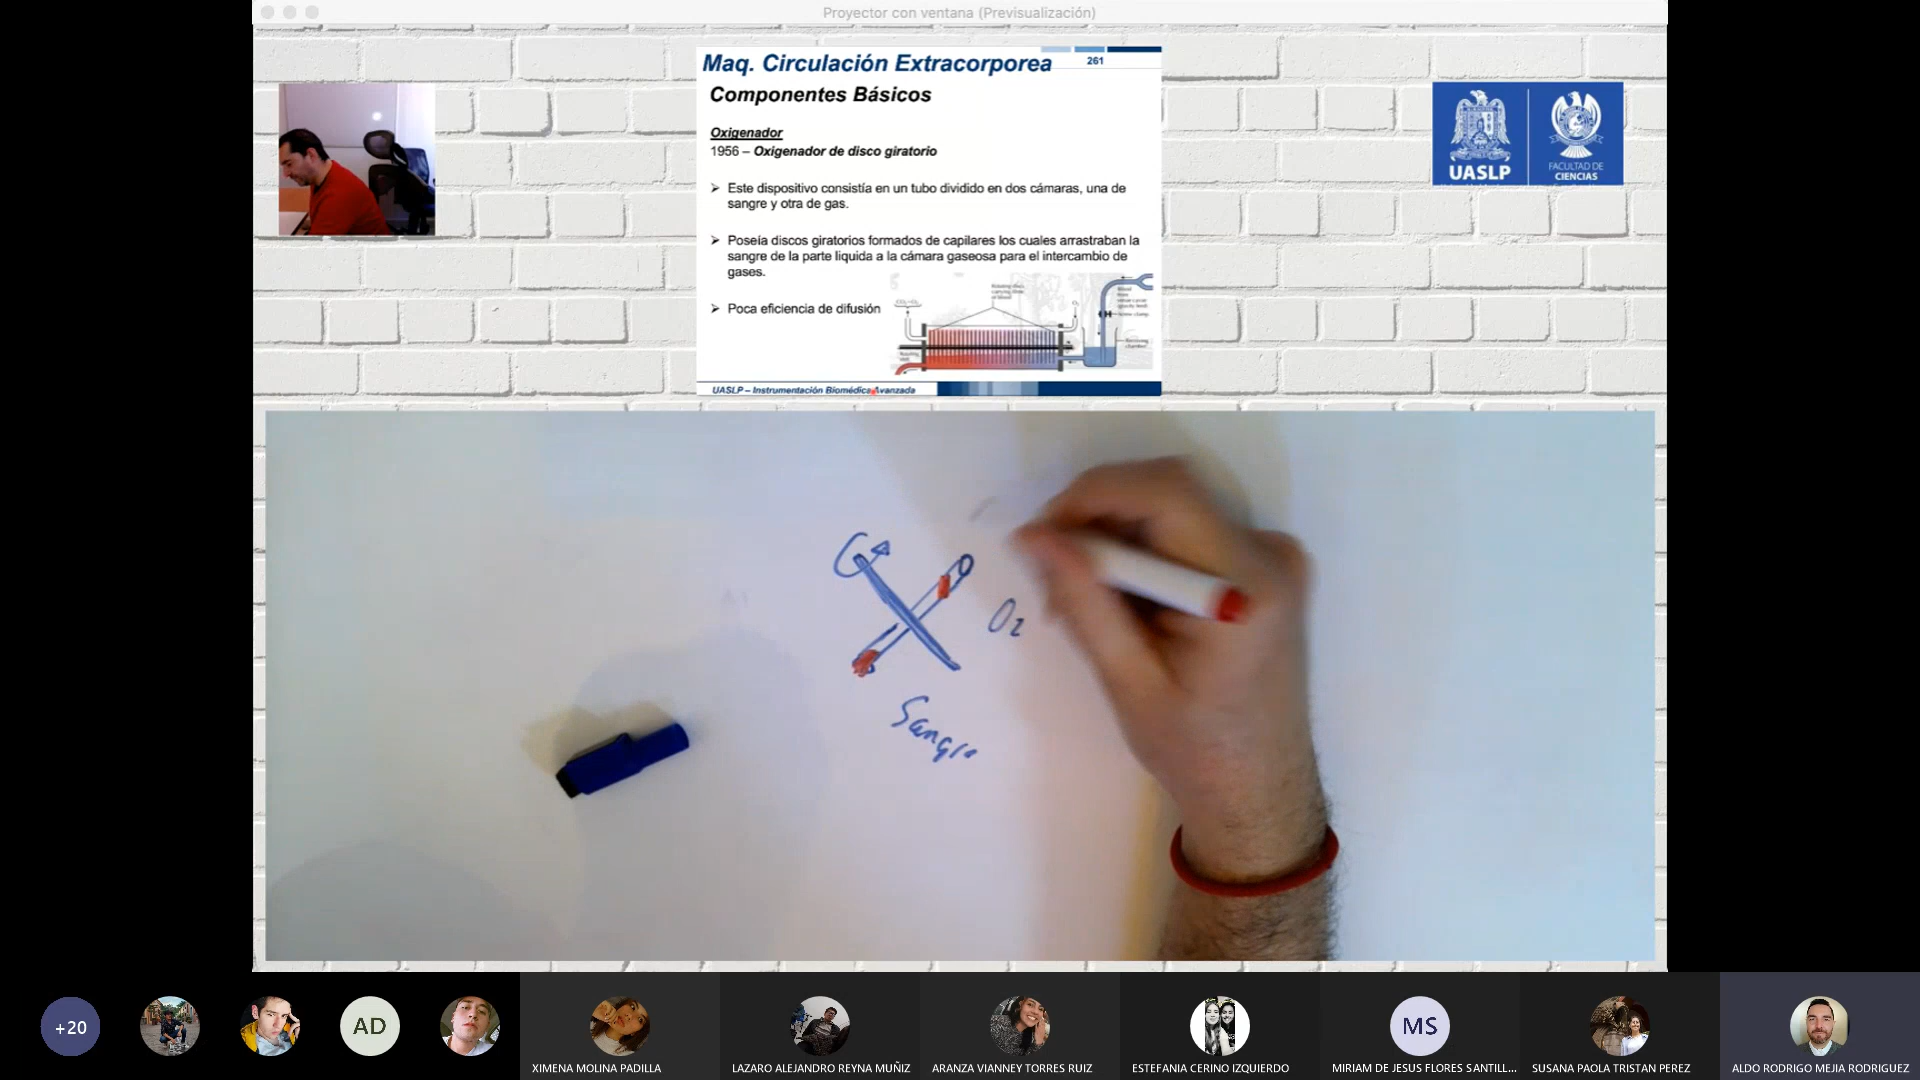 Proyector con ventana (Previsualización)
Maq. Circulación Extracorporea
261
Componentes Básicos
Oxigenador
1956 – Oxigenador de disco giratorio
➢ Este dispositivo consistía en un tubo dividido en dos cámaras, una de
sangre y otra de gas.
➢ Poseía discos giratorios formados de capilares los cuales arrastraban la
sangre de la parte liquida a la cámara gaseosa para el intercambio de
gases.
➢ Poca eficiencia de difusión
UASLP – Instrumentación Biomédica Avanzada
UASLP
FACULTAD DE
CIENCIAS
O2
Sangre
+20
AD
MS
XIMENA MOLINA PADILLA
LAZARO ALEJANDRO REYNA MUÑIZ
ARANZA VIANNEY TORRES RUIZ
ESTEFANIA CERINO IZQUIERDO
MIRIAM DE JESUS FLORES SANTILL...
SUSANA PAOLA TRISTAN PEREZ
ALDO RODRIGO MEJIA RODRIGUEZ